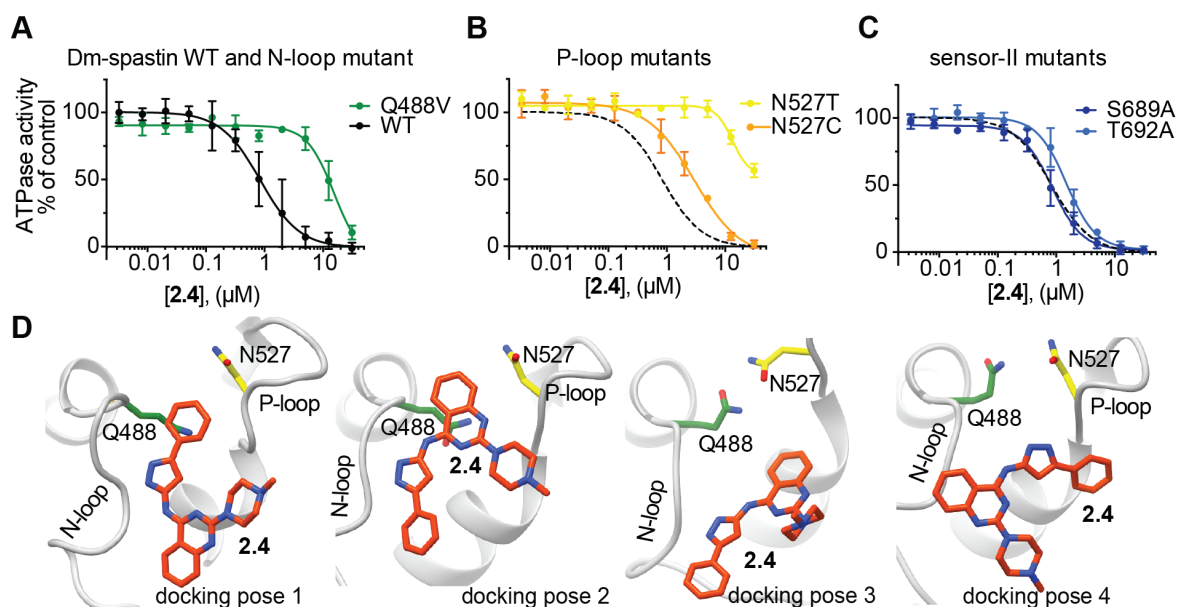 A
Dm-spastin WT and N-loop mutant
ATPase activity
% of control
100
50
0
0.01 0.1 1 10
[2.4], (µM)
Q488V
WT
B
P-loop mutants
100
50
0
0.01 0.1 1 10
[2.4], (µM)
N527T
N527C
C
sensor-II mutants
100
50
0
0.01 0.1 1 10
[2.4], (µM)
S689A
T692A
D
N527
P-loop
Q488
N-loop
2.4
docking pose 1
N527
P-loop
Q488
N-loop
2.4
docking pose 2
N527
Q488
N-loop
2.4
docking pose 3
N527
P-loop
Q488
N-loop
2.4
docking pose 4